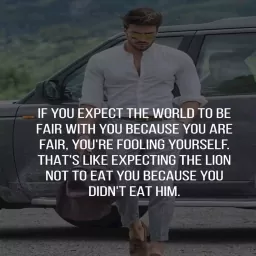 IF YOU EXPECT THE WORLD TO BE
FAIR WITH YOU BECAUSE YOU ARE
FAIR, YOU'RE FOOLING YOURSELF.
THAT'S LIKE EXPECTING THE LION
NOT TO EAT YOU BECAUSE YOU
DIDN'T EAT HIM.